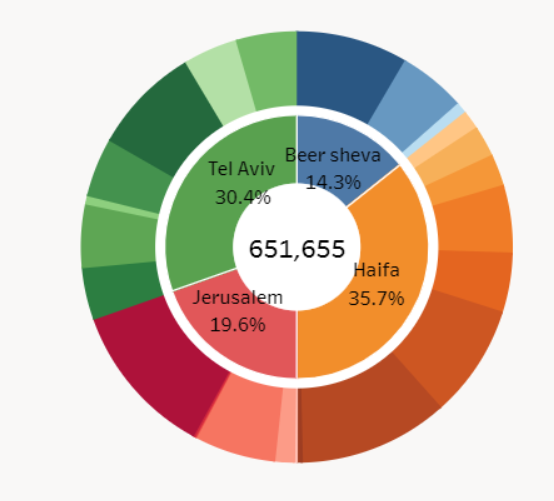 Beer sheva
14.3%
Tel Aviv
30.4%
651,655
Haifa
35.7%
Jerusalem
19.6%